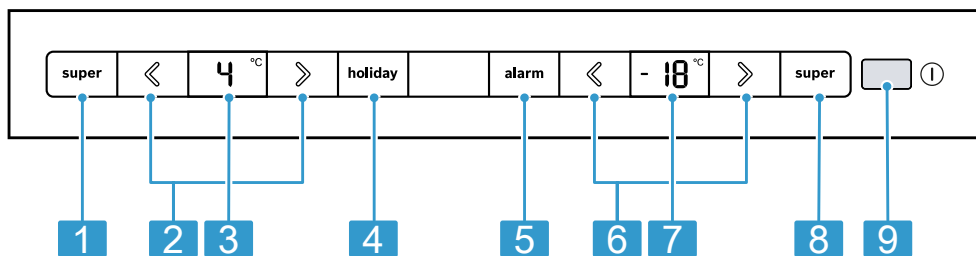 super 《 4 °C 》 holiday alarm 《 -18 °C 》 super
1 2 3 4 5 6 7 8 9